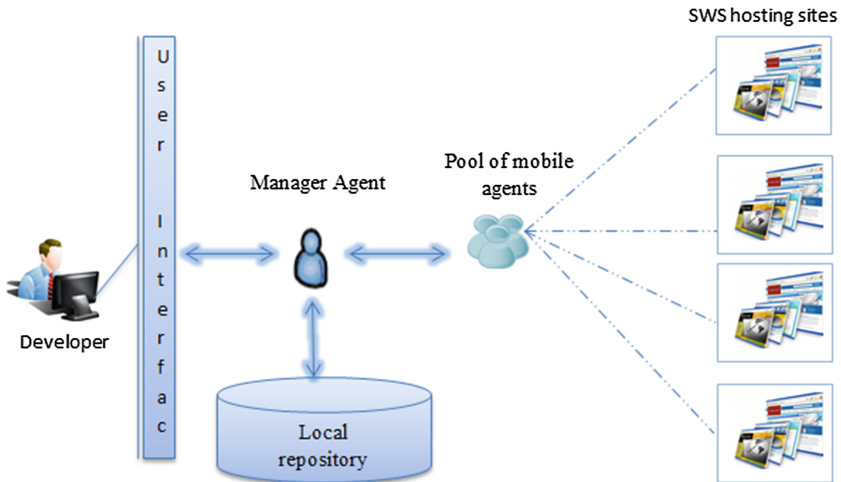 SWS hosting sites
User Interfac
Pool of mobile
agents
Manager Agent
Developer
Local
repository